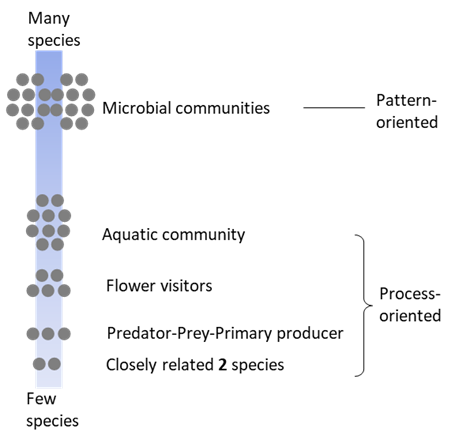 Many
species
Microbial communities
Pattern-
oriented
Aquatic community
Flower visitors
Process-
oriented
Predator-Prey-Primary producer
Closely related 2 species
Few
species